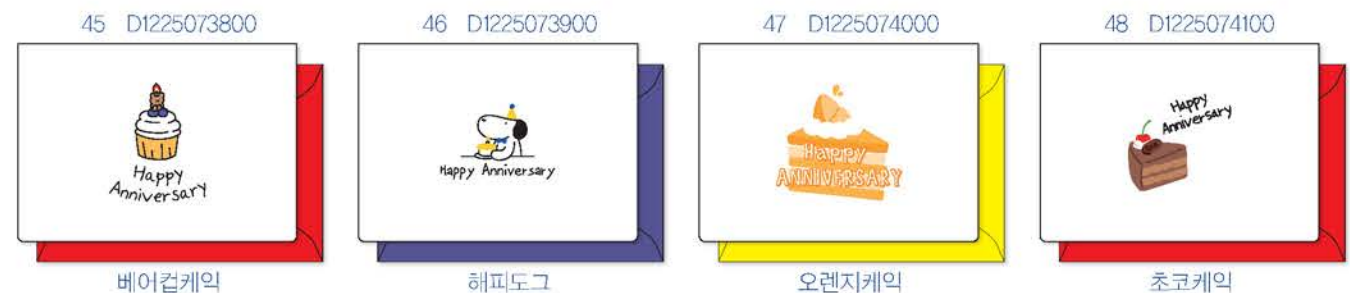 45 D1225073800
46 D1225073900
47 D1225074000
48 D1225074100
Happy
Anniversary
Happy Anniversary
Happy
ANNIVERSARY
Happy
Anniversary
베어컵케익
해피도그
오렌지케익
초코케익